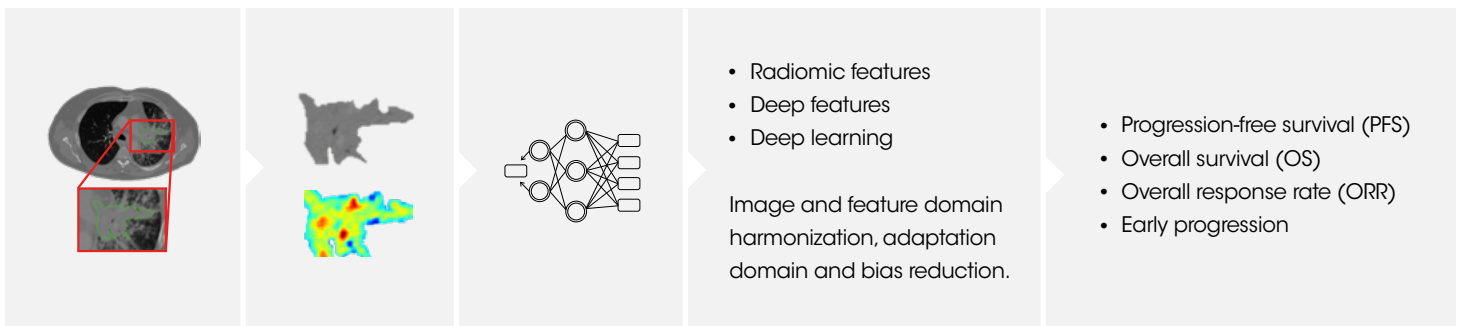 • Radiomic features
• Deep features
• Deep learning
Image and feature domain
harmonization, adaptation
domain and bias reduction.
• Progression-free survival (PFS)
• Overall survival (OS)
• Overall response rate (ORR)
• Early progression